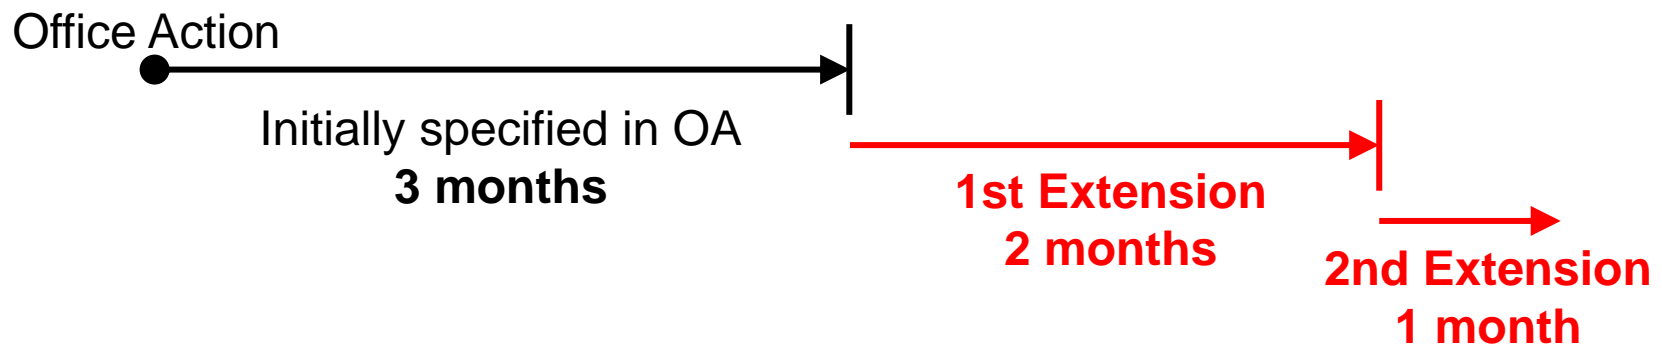 Office Action
Initially specified in OA
3 months
1st Extension
2 months
2nd Extension
1 month